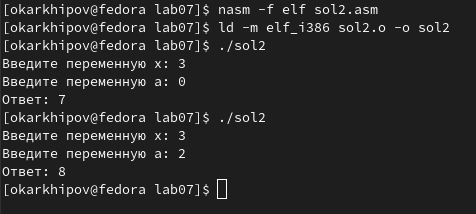 [okarkhipov@fedora lab07]$ nasm -f elf sol2.asm
[okarkhipov@fedora lab07]$ ld -m elf_i386 sol2.o -o sol2
[okarkhipov@fedora lab07]$ ./sol2
Введите переменную x: 3
Введите переменную a: 0
Ответ: 7
[okarkhipov@fedora lab07]$ ./sol2
Введите переменную x: 3
Введите переменную a: 2
Ответ: 8
[okarkhipov@fedora lab07]$